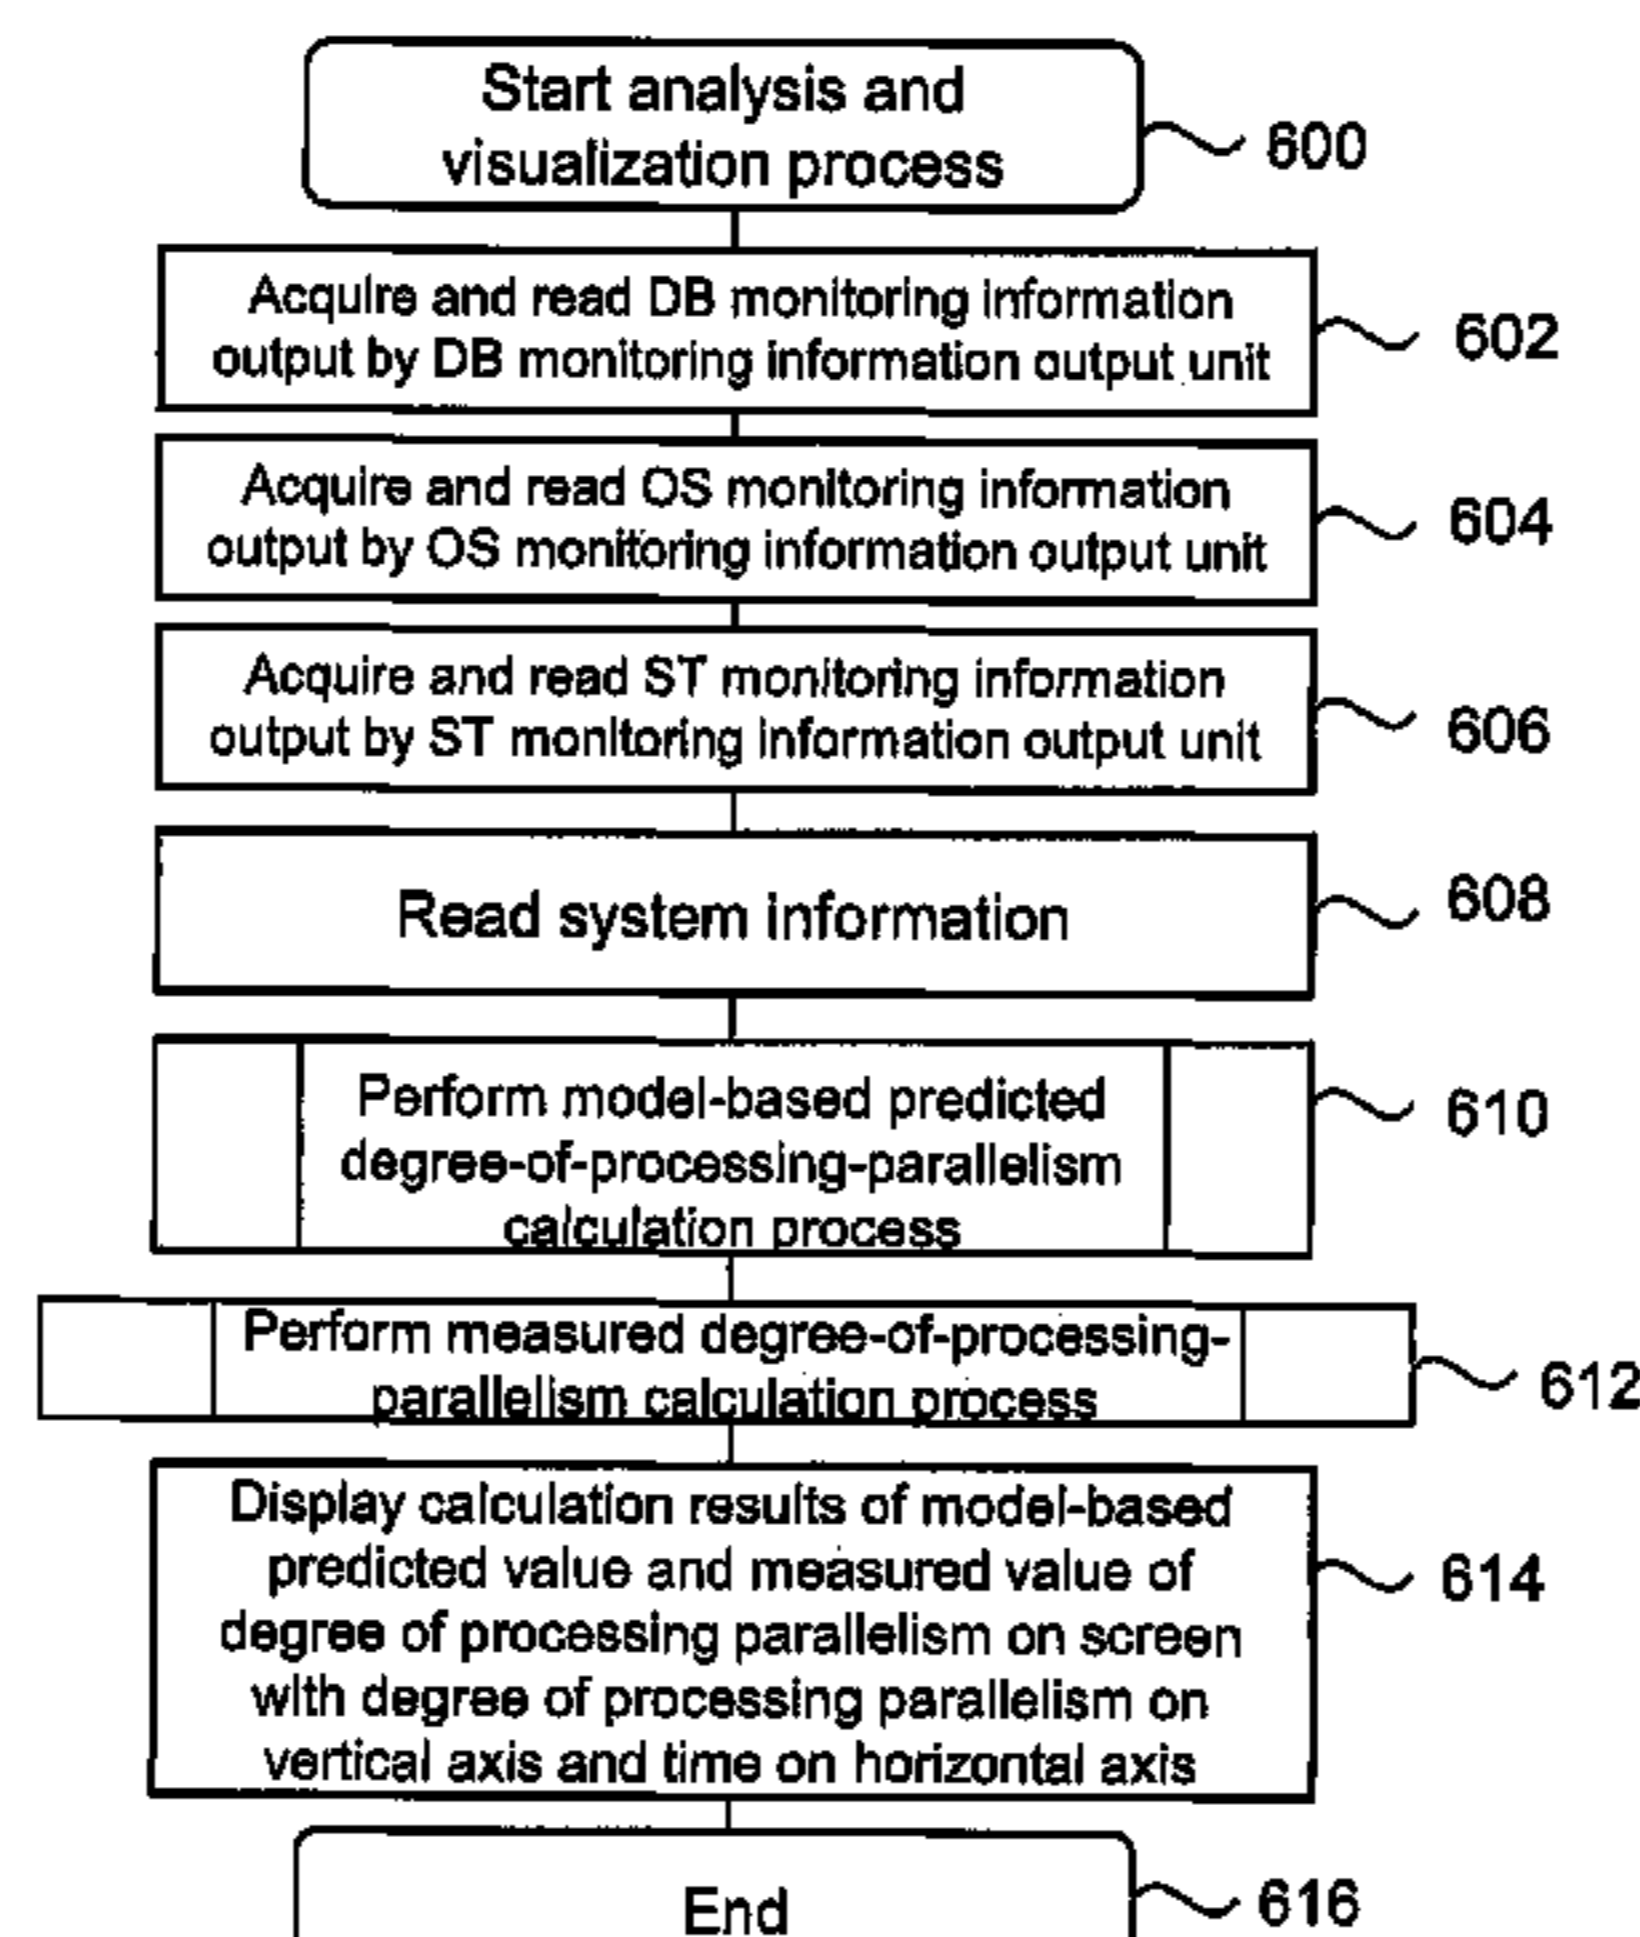 Start analysis and
visualization process
600
Acquire and read DB monitoring information
output by DB monitoring information output unit
602
Acquire and read OS monitoring information
output by OS monitoring information output unit
604
Acquire and read ST monitoring information
output by ST monitoring information output unit
606
Read system information
608
Perform model-based predicted
degree-of-processing-parallelism
calculation process
610
Perform measured degree-of-processing-
parallelism calculation process
612
Display calculation results of model-based
predicted value and measured value of
degree of processing parallelism on screen
with degree of processing parallelism on
vertical axis and time on horizontal axis
614
End
616